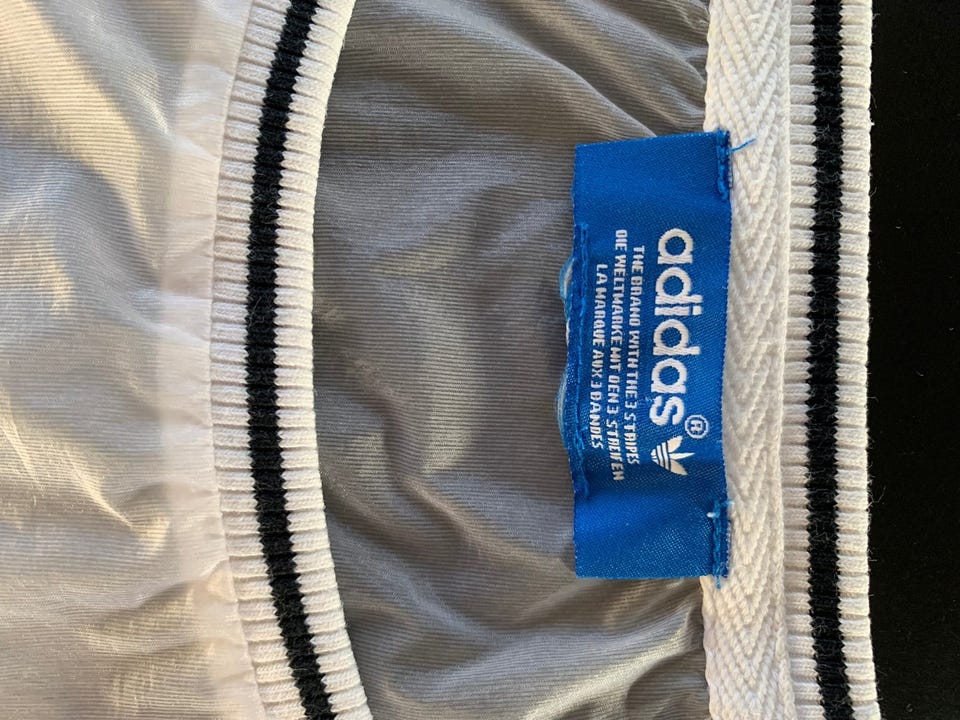 adidas®
THE BRAND WITH THE 3 STRIPES
DIE WELTMARKE MIT DEN 3 STREIFEN
LA MARQUE AUX 3 BANDES